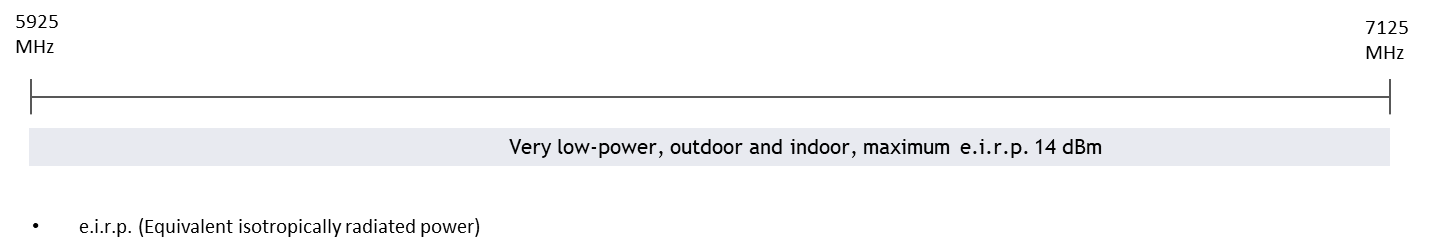 5925
MHz
7125
MHz
Very low-power, outdoor and indoor, maximum e.i.r.p. 14 dBm
• e.i.r.p. (Equivalent isotropically radiated power)